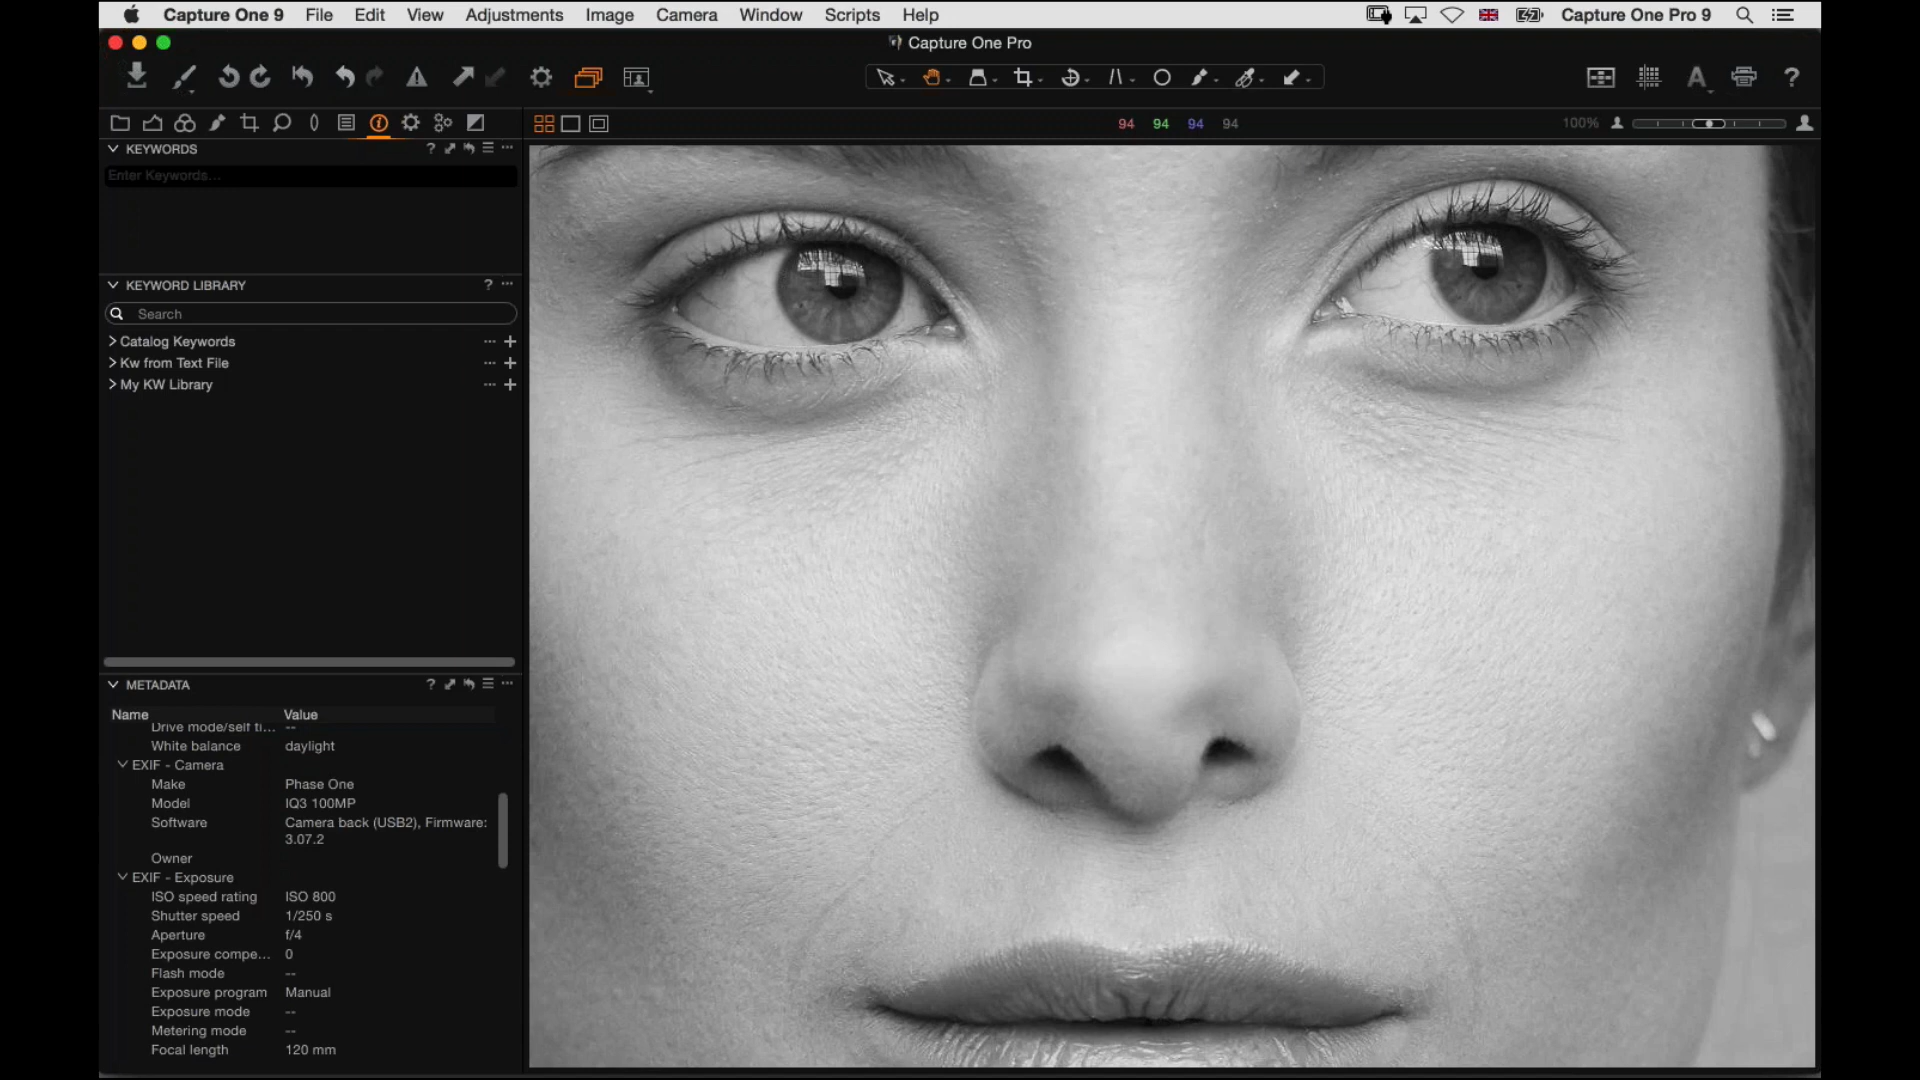 Capture One 9 File Edit View Adjustments Image Camera Window Scripts Help Capture One Pro 9
Capture One Pro
94 94 94 94 100%
KEYWORDS
Enter Keywords...
KEYWORD LIBRARY
Search
Catalog Keywords
Kw from Text File
My KW Library
METADATA
Name Value
Drive mode/self ti... --
White balance daylight
EXIF - Camera
Make Phase One
Model IQ3 100MP
Software Camera back (USB2), Firmware:
3.07.2
Owner
EXIF - Exposure
ISO speed rating ISO 800
Shutter speed 1/250 s
Aperture f/4
Exposure compe... 0
Flash mode --
Exposure program Manual
Exposure mode --
Metering mode --
Focal length 120 mm